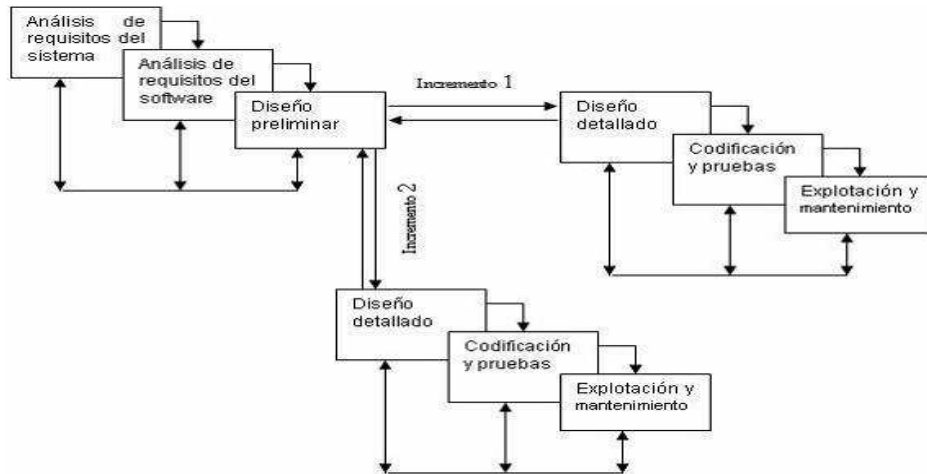 Análisis de
requisitos del
sistema
Análisis de
requisitos del
software
Diseño
preliminar
Incremento 1
Diseño
detallado
Codificación
y pruebas
Explotación y
mantenimiento
Incremento 2
Diseño
detallado
Codificación
y pruebas
Explotación y
mantenimiento